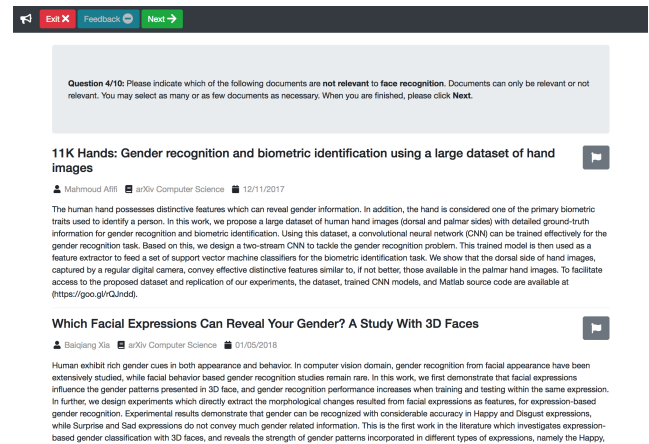 Exit Feedback Next
Question 4/10: Please indicate which of the following documents are not relevant to face recognition. Documents can only be relevant or not
relevant. You may select as many or as few documents as necessary. When you are finished, please click Next.
11K Hands: Gender recognition and biometric identification using a large dataset of hand
images
Mahmoud Afifi arXiv Computer Science 12/11/2017
The human hand possesses distinctive features which can reveal gender information. In addition, the hand is considered one of the primary biometric
traits used to identify a person. In this work, we propose a large dataset of human hand images (dorsal and palmar sides) with detailed ground-truth
information for gender recognition and biometric identification. Using this dataset, a convolutional neural network (CNN) can be trained effectively for the
gender recognition task. Based on this, we design a two-stream CNN to tackle the gender recognition problem. This trained model is then used as a
feature extractor to feed a set of support vector machine classifiers for the biometric identification task. We show that the dorsal side of hand images,
captured by a regular digital camera, convey effective distinctive features similar to, if not better, those available in the palmar hand images. To facilitate
access to the proposed dataset and replication of our experiments, the dataset, trained CNN models, and Matlab source code are available at
(https://goo.gl/rQJndd).
Which Facial Expressions Can Reveal Your Gender? A Study With 3D Faces
Baiqiang Xia arXiv Computer Science 01/05/2018
Human exhibit rich gender cues in both appearance and behavior. In computer vision domain, gender recognition from facial appearance have been
extensively studied, while facial behavior based gender recognition studies remain rare. In this work, we first demonstrate that facial expressions
influence the gender patterns presented in 3D face, and gender recognition performance increases when training and testing within the same expression.
In further, we design experiments which directly extract the morphological changes resulted from facial expressions as features, for expression-based
gender recognition. Experimental results demonstrate that gender can be recognized with considerable accuracy in Happy and Disgust expressions,
while Surprise and Sad expressions do not convey much gender related information. This is the first work in the literature which investigates expression-
based gender classification with 3D faces, and reveals the strength of gender patterns incorporated in different types of expressions, namely the Happy,